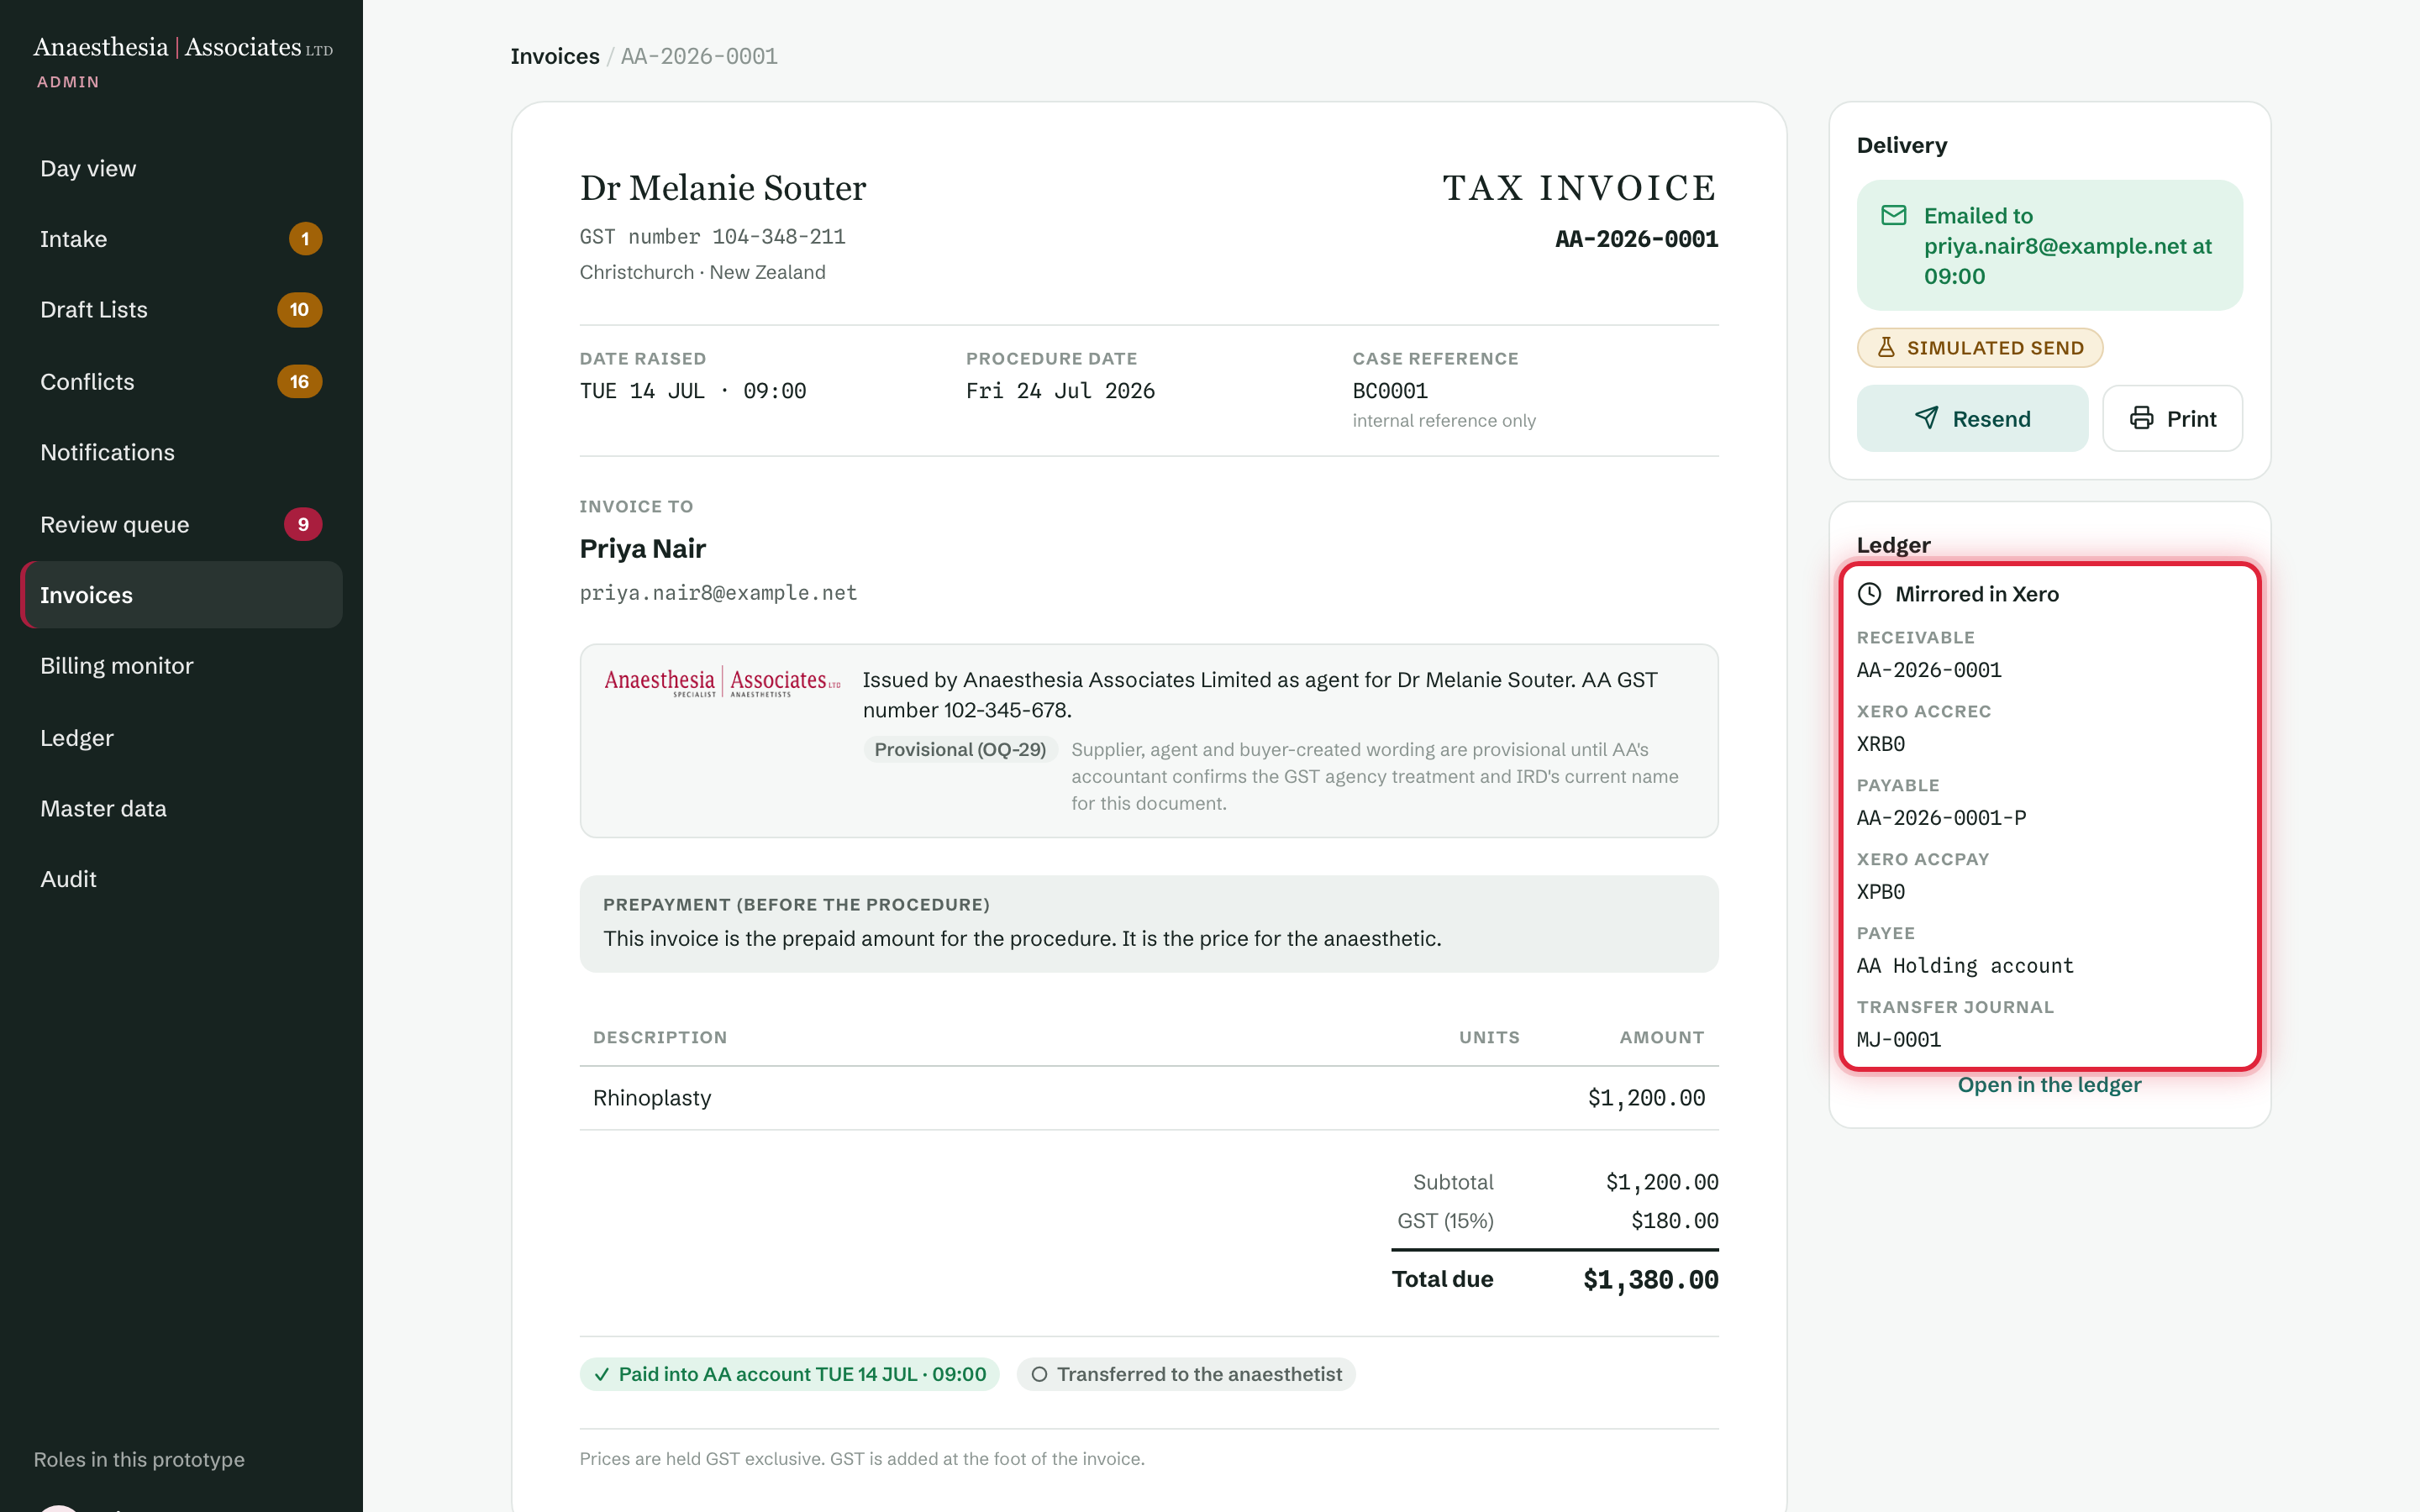 Anaesthesia | Associates LTD
ADMIN
Day view
Intake 1
Draft Lists 10
Conflicts 16
Notifications
Review queue 9
Invoices
Billing monitor
Ledger
Master data
Audit
Roles in this prototype
Invoices / AA-2026-0001
Dr Melanie Souter
GST number 104-348-211
Christchurch · New Zealand
TAX INVOICE
AA-2026-0001
DATE RAISED
TUE 14 JUL · 09:00
PROCEDURE DATE
Fri 24 Jul 2026
CASE REFERENCE
BC0001
internal reference only
INVOICE TO
Priya Nair
priya.nair8@example.net
Anaesthesia | Associates LTD
SPECIALIST ANAESTHETISTS
Issued by Anaesthesia Associates Limited as agent for Dr Melanie Souter. AA GST
number 102-345-678.
Provisional (OQ-29)
Supplier, agent and buyer-created wording are provisional until AA's
accountant confirms the GST agency treatment and IRD's current name
for this document.
PREPAYMENT (BEFORE THE PROCEDURE)
This invoice is the prepaid amount for the procedure. It is the price for the anaesthetic.
DESCRIPTION UNITS AMOUNT
Rhinoplasty $1,200.00
Subtotal $1,200.00
GST (15%) $180.00
Total due $1,380.00
Paid into AA account TUE 14 JUL · 09:00
Transferred to the anaesthetist
Prices are held GST exclusive. GST is added at the foot of the invoice.
Delivery
Emailed to
priya.nair8@example.net at
09:00
SIMULATED SEND
Resend
Print
Ledger
Mirrored in Xero
RECEIVABLE
AA-2026-0001
XERO ACCREC
XRB0
PAYABLE
AA-2026-0001-P
XERO ACCPAY
XPB0
PAYEE
AA Holding account
TRANSFER JOURNAL
MJ-0001
Open in the ledger